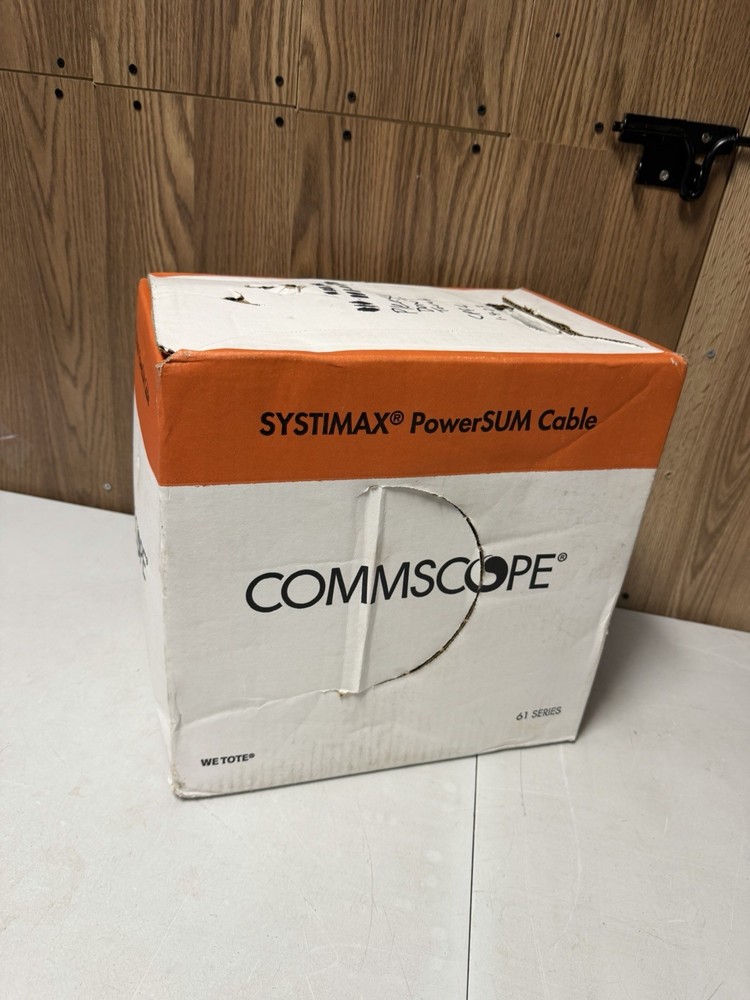 SYSTIMAX® PowerSUM Cable
COMMSCOPE®
61 SERIES
WE TOTE®